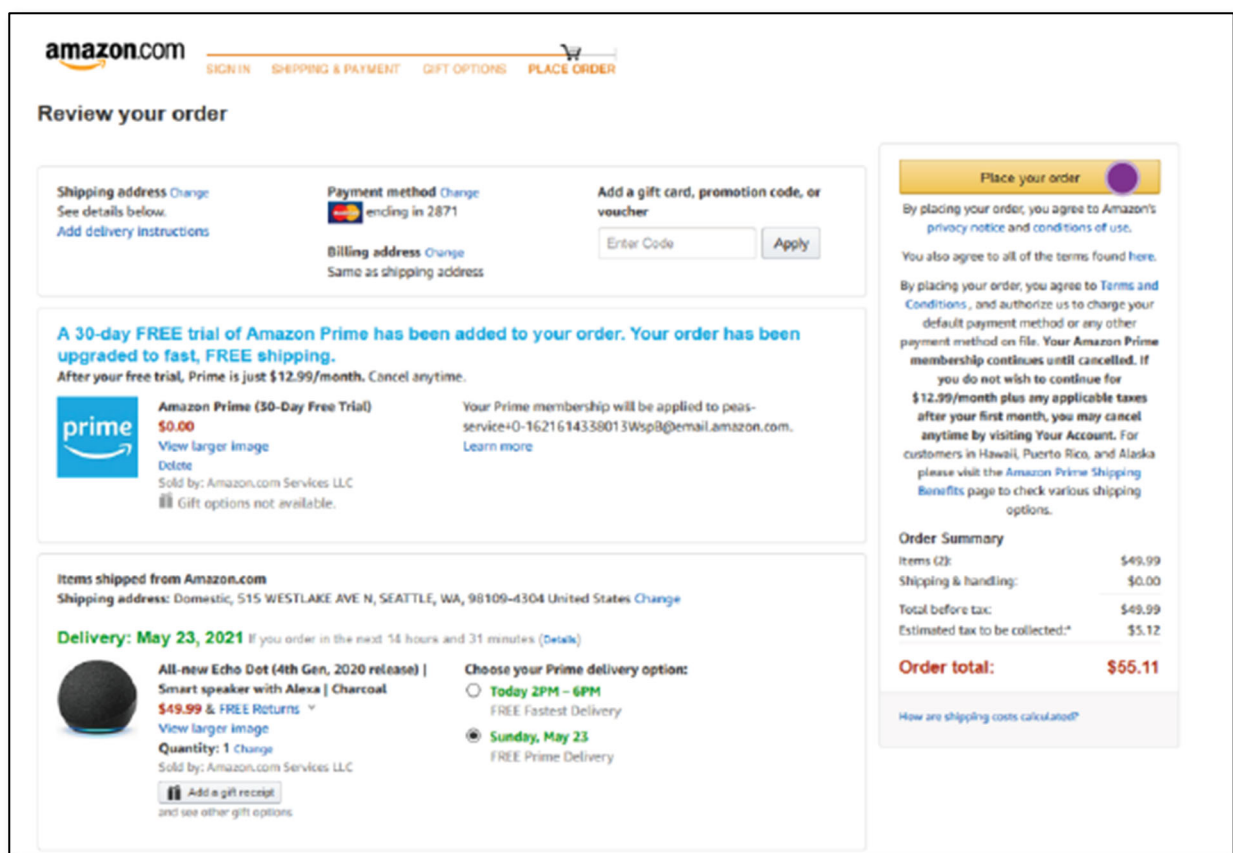 amazon.com
SIGN IN SHIPPING & PAYMENT GIFT OPTIONS PLACE ORDER
Review your order
Shipping address Change
See details below.
Add delivery instructions
Payment method Change
ending in 2871
Billing address Change
Same as shipping address
Add a gift card, promotion code, or
voucher
Enter Code Apply
A 30-day FREE trial of Amazon Prime has been added to your order. Your order has been
upgraded to fast, FREE shipping.
After your free trial, Prime is just $12.99/month. Cancel anytime.
prime
Amazon Prime (30-Day Free Trial)
$0.00
View larger image
Delete
Sold by: Amazon.com Services LLC
Gift options not available.
Your Prime membership will be applied to peas-
service+0-1621614338013WspB@email.amazon.com.
Learn more
Items shipped from Amazon.com
Shipping address: Domestic, 515 WESTLAKE AVE N, SEATTLE, WA, 98109-4304 United States Change
Delivery: May 23, 2021 If you order in the next 14 hours and 31 minutes (Details)
All-new Echo Dot (4th Gen, 2020 release) |
Smart speaker with Alexa | Charcoal
$49.99 & FREE Returns
View larger image
Quantity: 1 Change
Sold by: Amazon.com Services LLC
Add a gift receipt
and see other gift options
Choose your Prime delivery option:
Today 2PM – 6PM
FREE Fastest Delivery
Sunday, May 23
FREE Prime Delivery
Place your order
By placing your order, you agree to Amazon's
privacy notice and conditions of use.
You also agree to all of the terms found here.
By placing your order, you agree to Terms and
Conditions , and authorize us to charge your
default payment method or any other
payment method on file. Your Amazon Prime
membership continues until cancelled. If
you do not wish to continue for
$12.99/month plus any applicable taxes
after your first month, you may cancel
anytime by visiting Your Account. For
customers in Hawaii, Puerto Rico, and Alaska
please visit the Amazon Prime Shipping
Benefits page to check various shipping
options.
Order Summary
Items (2): $49.99
Shipping & handling: $0.00
Total before tax: $49.99
Estimated tax to be collected:* $5.12
Order total: $55.11
How are shipping costs calculated?